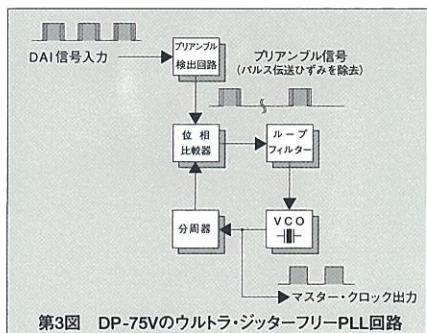 プリアンブル
検出回路
DAI信号入力
プリアンブル信号
(パルス伝送ひずみを除去)
位相
比較器
ループ
フィルター
分周器
VCO
マスター・クロック出力
第3図 DP-75Vのウルトラ・ジッターフリーPLL回路